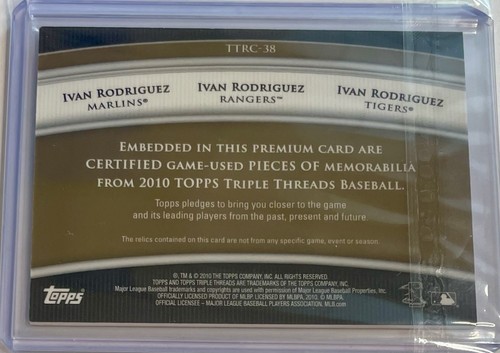 TTRC-38
IVAN RODRIGUEZ IVAN RODRIGUEZ IVAN RODRIGUEZ
MARLINS® RANGERS™ TIGERS®
EMBEDDED IN THIS PREMIUM CARD ARE
CERTIFIED GAME-USED PIECES OF MEMORABILIA
FROM 2010 TOPPS TRIPLE THREADS BASEBALL.
Topps pledges to bring you closer to the game
and its leading players from the past, present and future.
The relics contained on this card are not from any specific game, event or season.
®, TM & © 2010 THE TOPPS COMPANY, INC. ALL RIGHTS RESERVED
TOPPS AND TOPPS TRIPLE THREADS ARE TRADEMARKS OF THE TOPPS COMPANY, INC.
Major League Baseball trademarks and copyrights are used with permission of Major League Baseball Properties, Inc.
OFFICIALLY LICENSED PRODUCT OF MLBP. LICENSED BY MLBPA, 2010. © MLBPA
OFFICIAL LICENSEE – MAJOR LEAGUE BASEBALL PLAYERS ASSOCIATION. MLB.com
topps